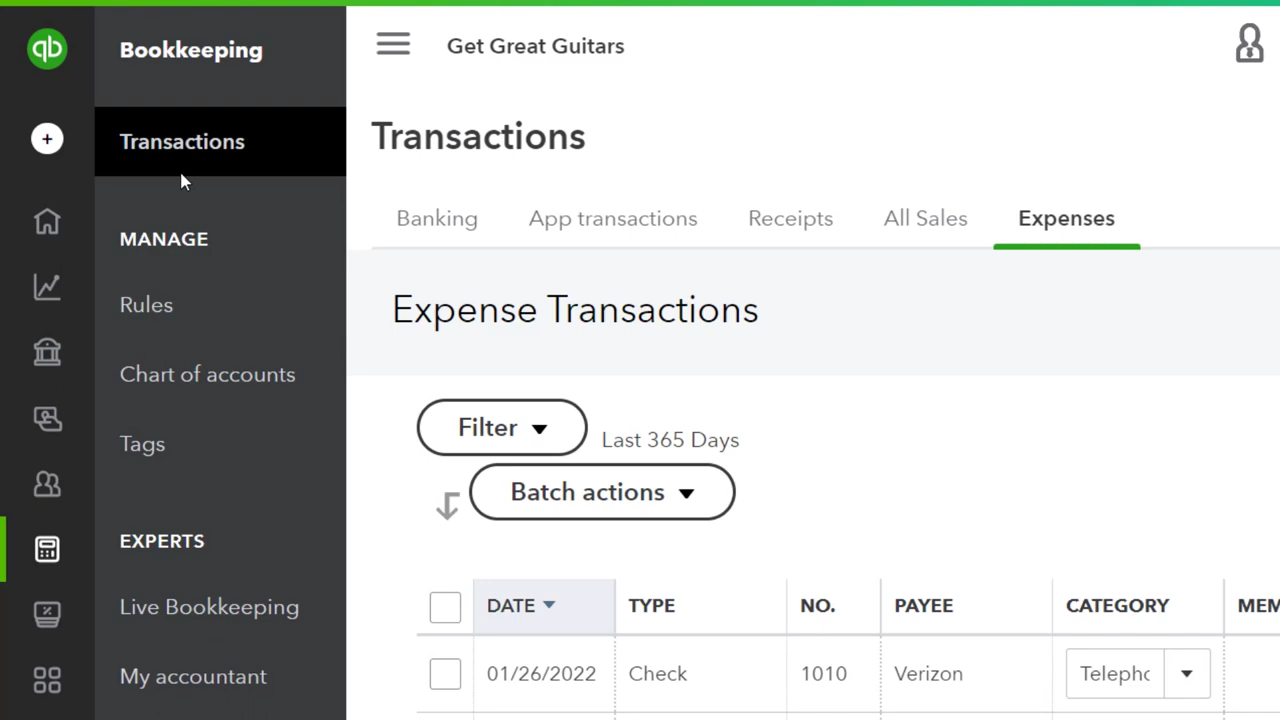 qb
Bookkeeping
Get Great Guitars
+
Transactions
Transactions
Banking
App transactions
Receipts
All Sales
Expenses
MANAGE
Rules
Chart of accounts
Tags
Expense Transactions
Filter
Last 365 Days
Batch actions
EXPERTS
Live Bookkeeping
My accountant
DATE TYPE NO. PAYEE CATEGORY MEM
01/26/2022 Check 1010 Verizon Telepho